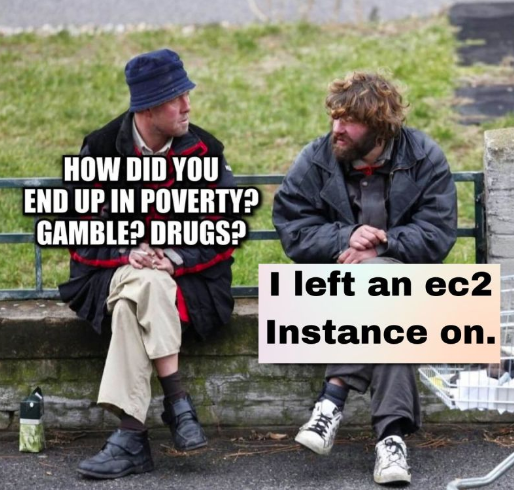 HOW DID YOU
END UP IN POVERTY?
GAMBLE? DRUGS?
I left an ec2
Instance on.